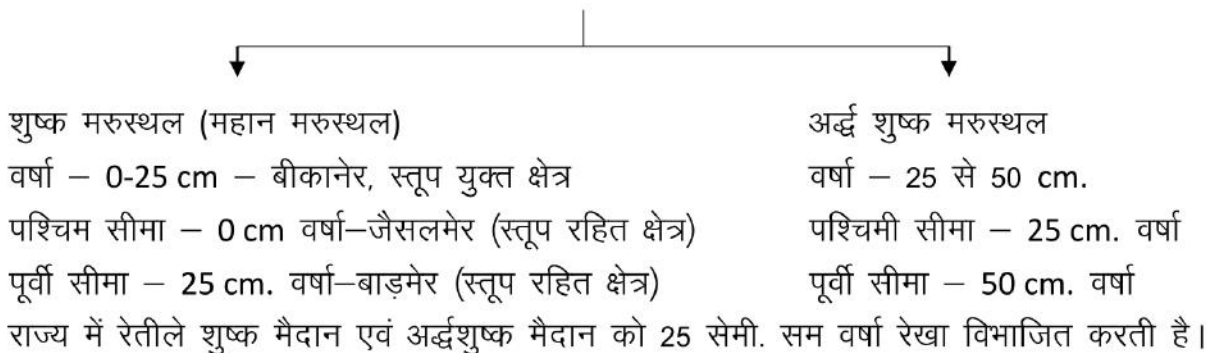 शुष्क मरुस्थल (महान मरुस्थल)
वर्षा – 0-25 cm – बीकानेर, स्तूप युक्त क्षेत्र
पश्चिम सीमा – 0 cm वर्षा–जैसलमेर (स्तूप रहित क्षेत्र)
पूर्वी सीमा – 25 cm. वर्षा–बाड़मेर (स्तूप रहित क्षेत्र)
अर्द्ध शुष्क मरुस्थल
वर्षा – 25 से 50 cm.
पश्चिमी सीमा – 25 cm. वर्षा
पूर्वी सीमा – 50 cm. वर्षा
राज्य में रेतीले शुष्क मैदान एवं अर्द्धशुष्क मैदान को 25 सेमी. सम वर्षा रेखा विभाजित करती है।